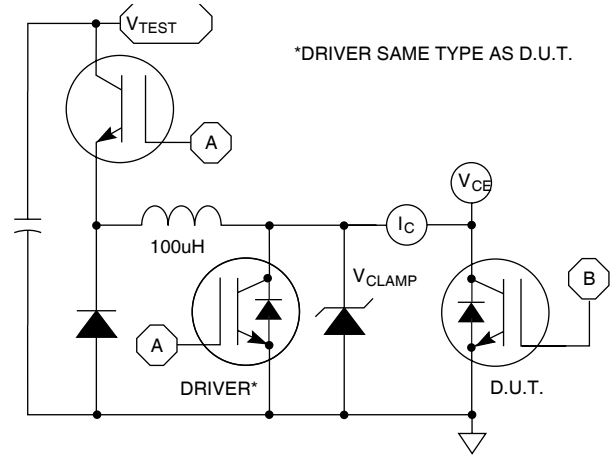 VTEST
*DRIVER SAME TYPE AS D.U.T.
A
VCE
IC
100uH
VCLAMP
B
A
DRIVER*
D.U.T.